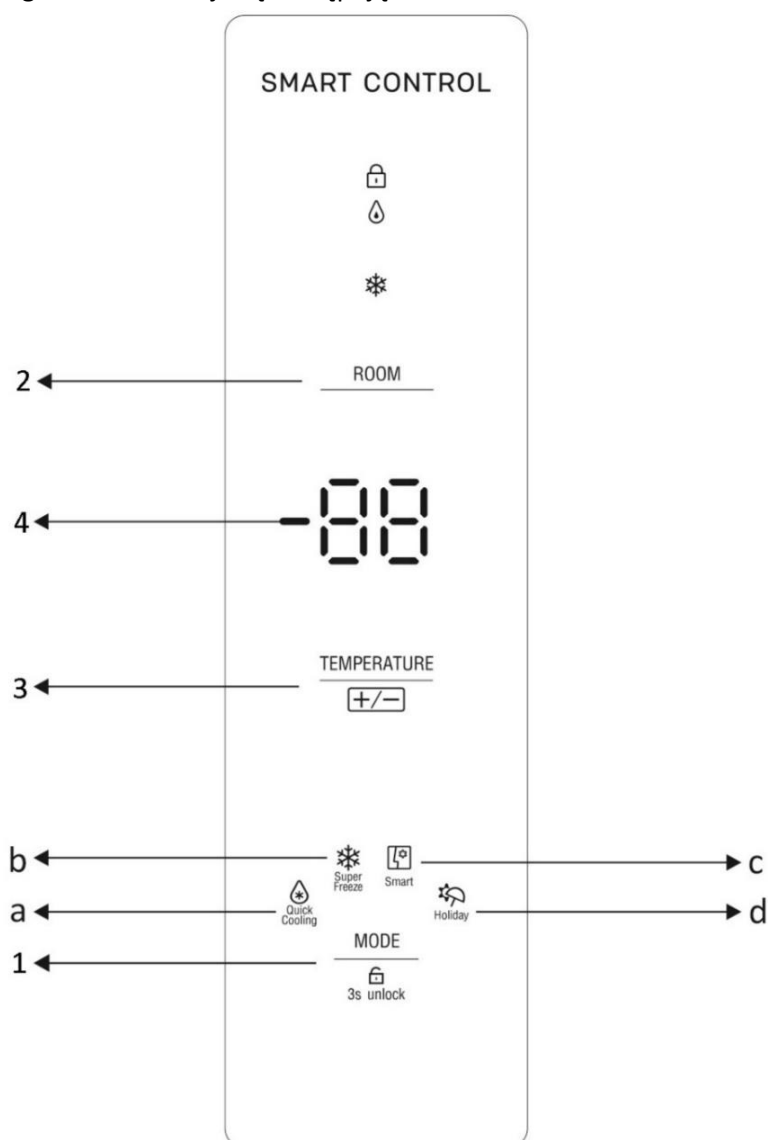 SMART CONTROL
2
ROOM
4
-88
3
TEMPERATURE
+/-
b
Super
Freeze
Smart
c
a
Quick
Cooling
Holiday
d
1
MODE
3s unlock